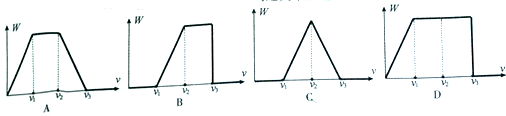 W W W W
v₁ v₂ v₃ v v₁ v₂ v₃ v v₁ v₂ v₃ v v₁ v₂ v₃ v
A B C D